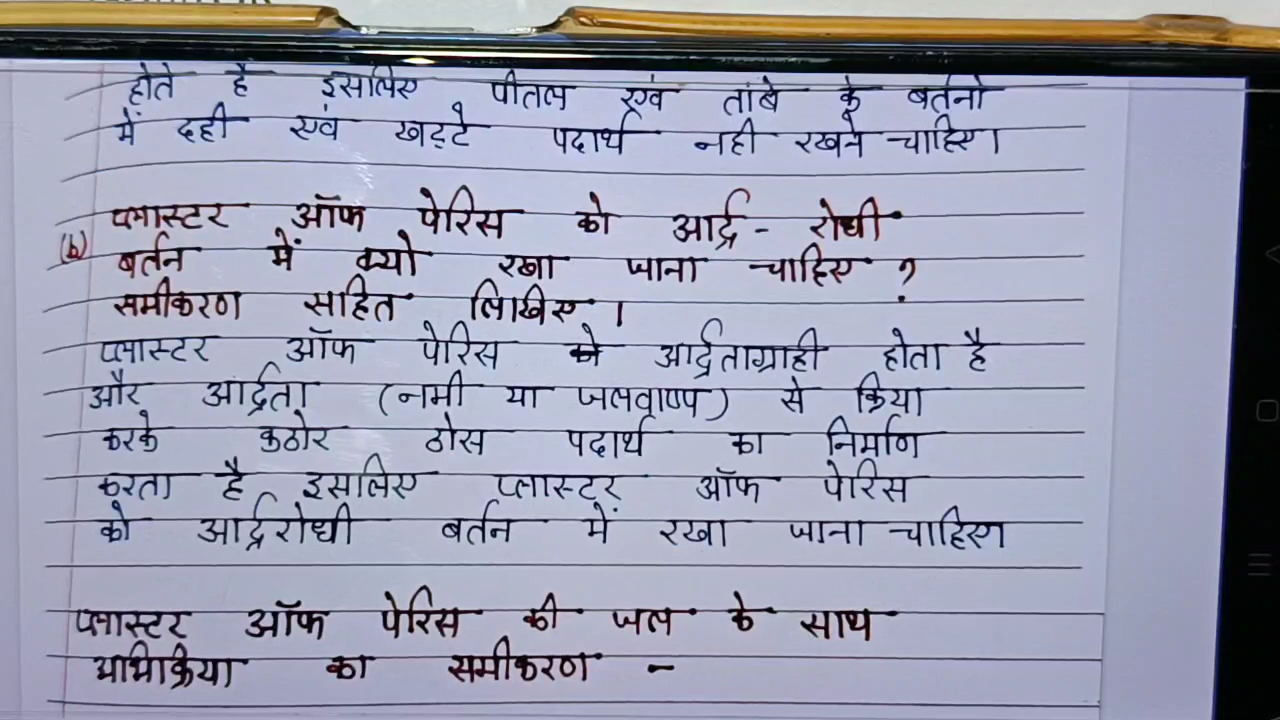 होते है इसलिए पीतल एवं तांबे के बर्तनो
में दही एवं खट्टे पदार्थ नही रखने चाहिए।
प्लास्टर ऑफ पेरिस को आर्द्र - रोधी
(b) बर्तन में क्यो रखा जाना चाहिए ?
समीकरण सहित लिखिए ।
प्लास्टर ऑफ पेरिस आर्द्रताग्राही होता है
और आर्द्रता (नमी या जलवाष्प) से क्रिया
करके कठोर ठोस पदार्थ का निर्माण
करता है इसलिए प्लास्टर ऑफ पेरिस
को आर्द्ररोधी बर्तन में रखा जाना चाहिए।
प्लास्टर ऑफ पेरिस की जल के साथ
अभिक्रिया का समीकरण -